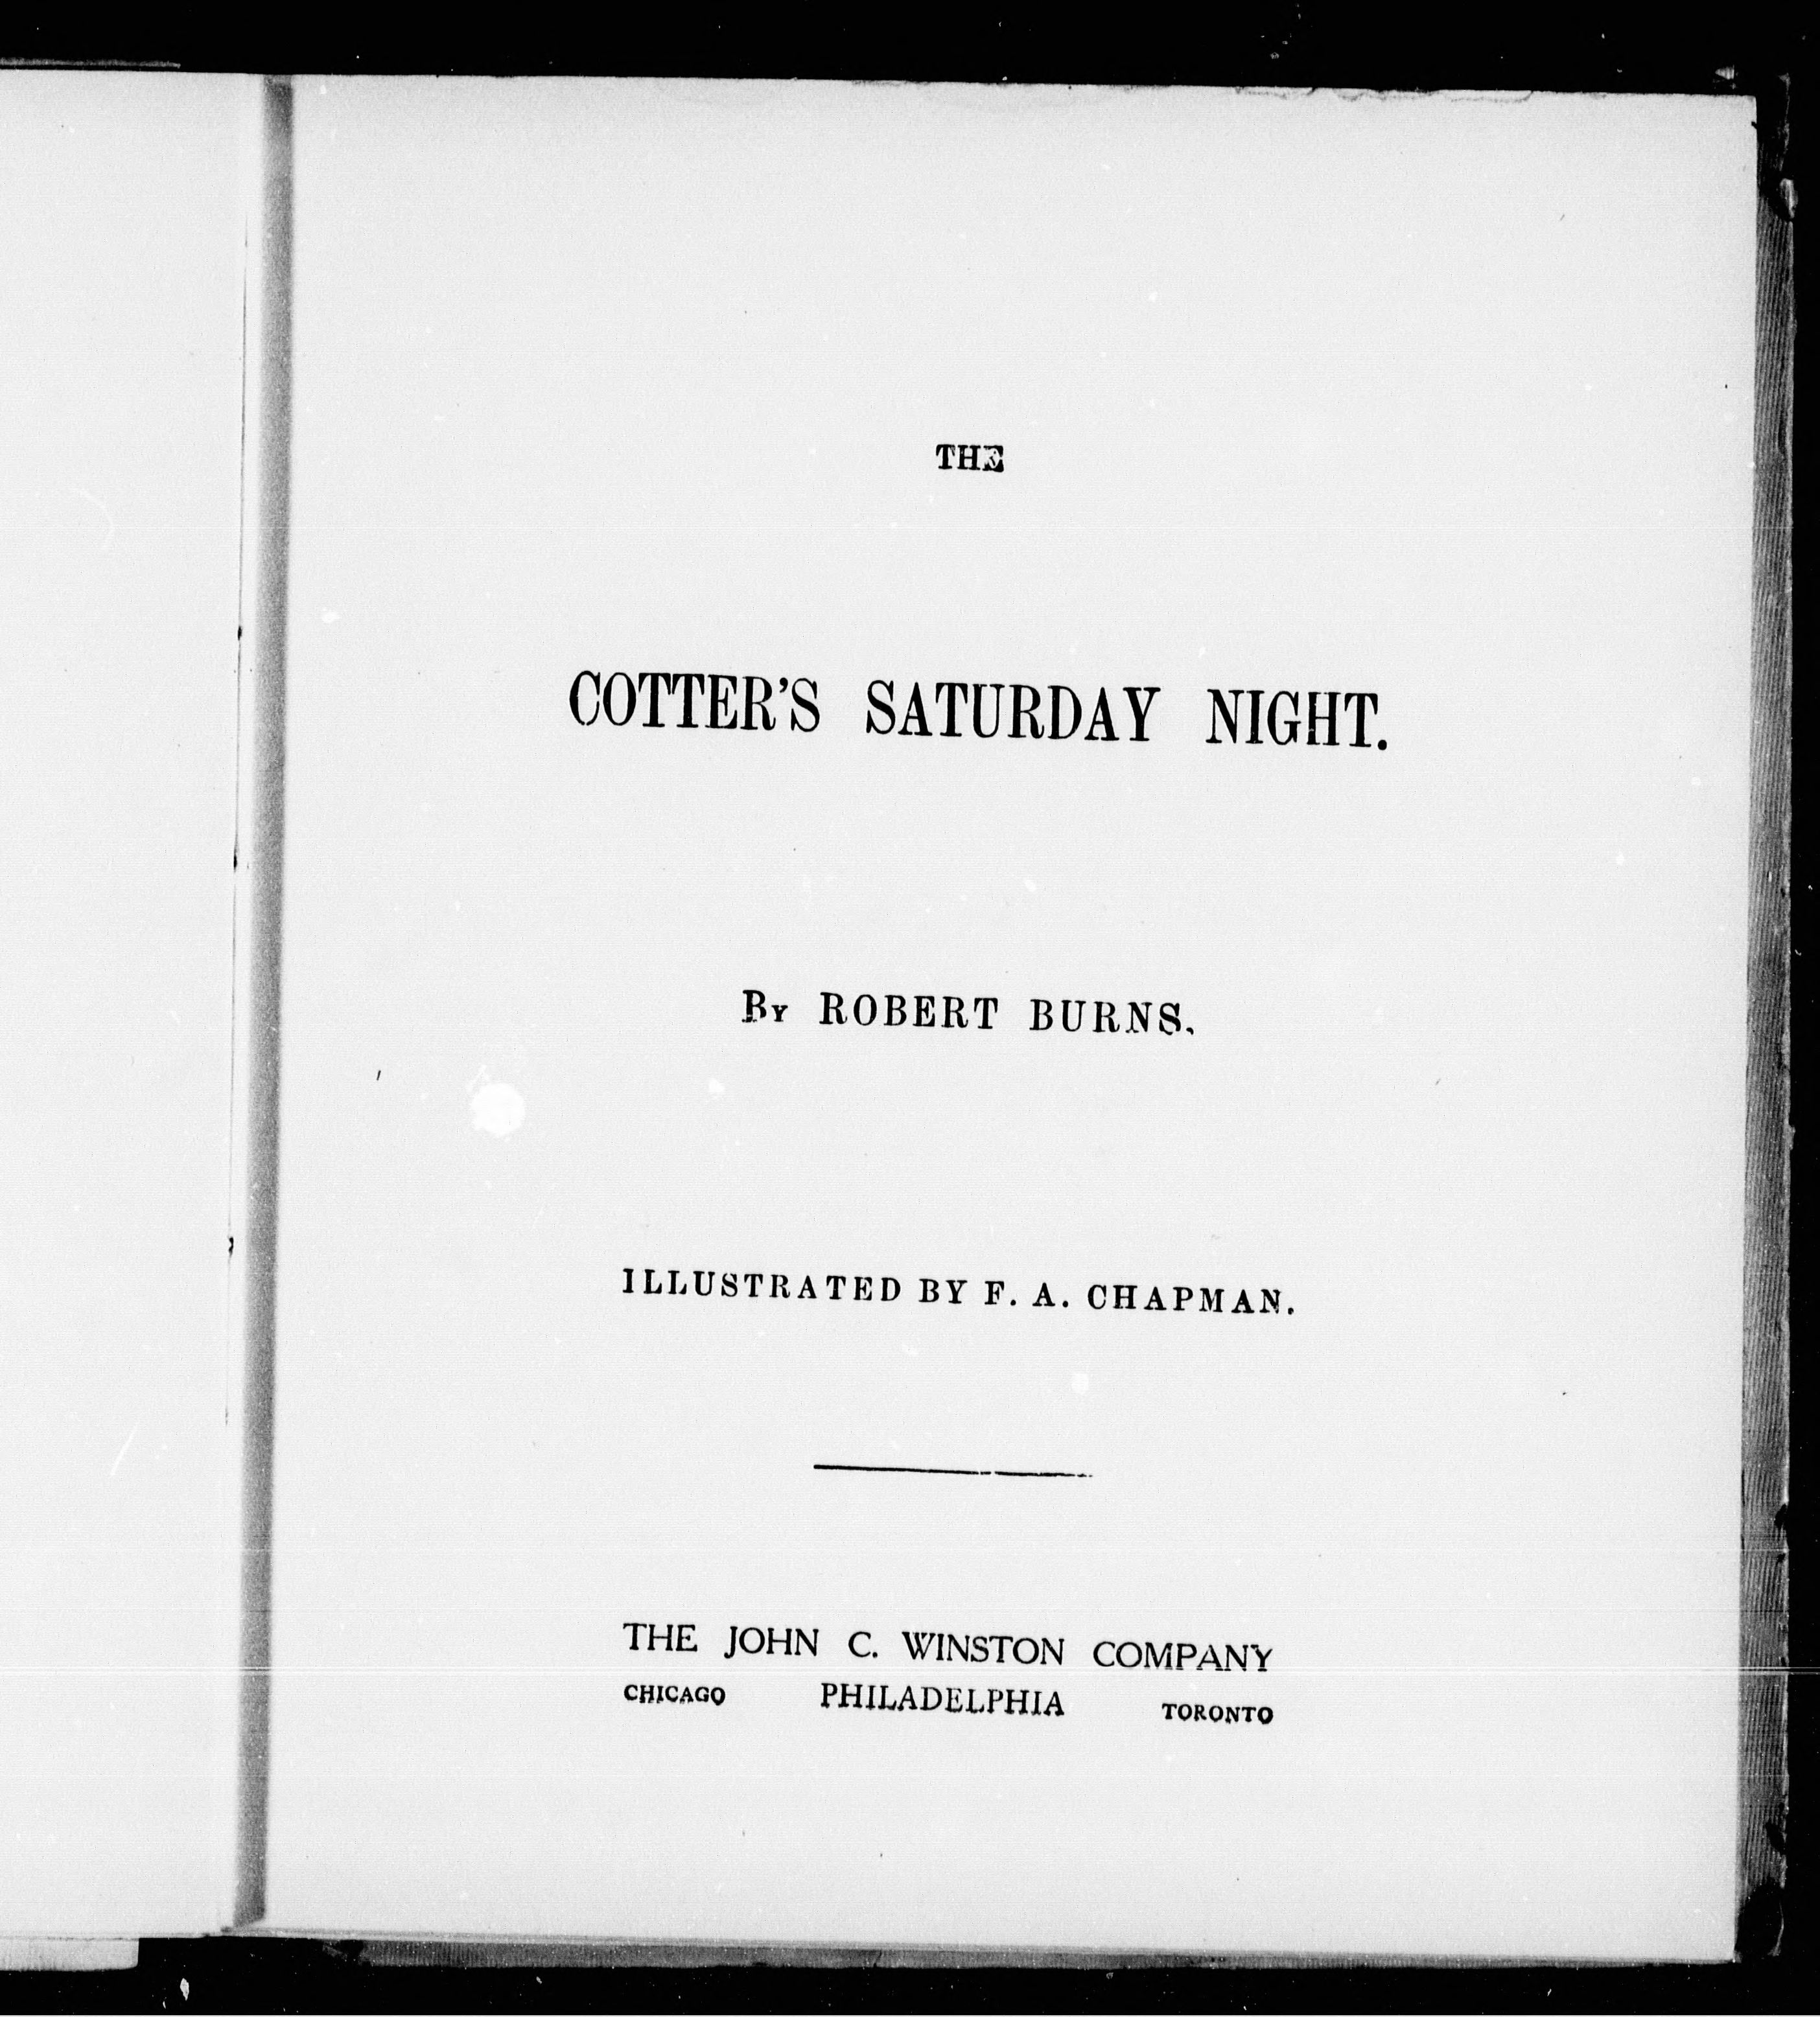 THE
COTTER'S SATURDAY NIGHT.
By ROBERT BURNS.
ILLUSTRATED BY F. A. CHAPMAN.
THE JOHN C. WINSTON COMPANY
CHICAGO PHILADELPHIA TORONTO